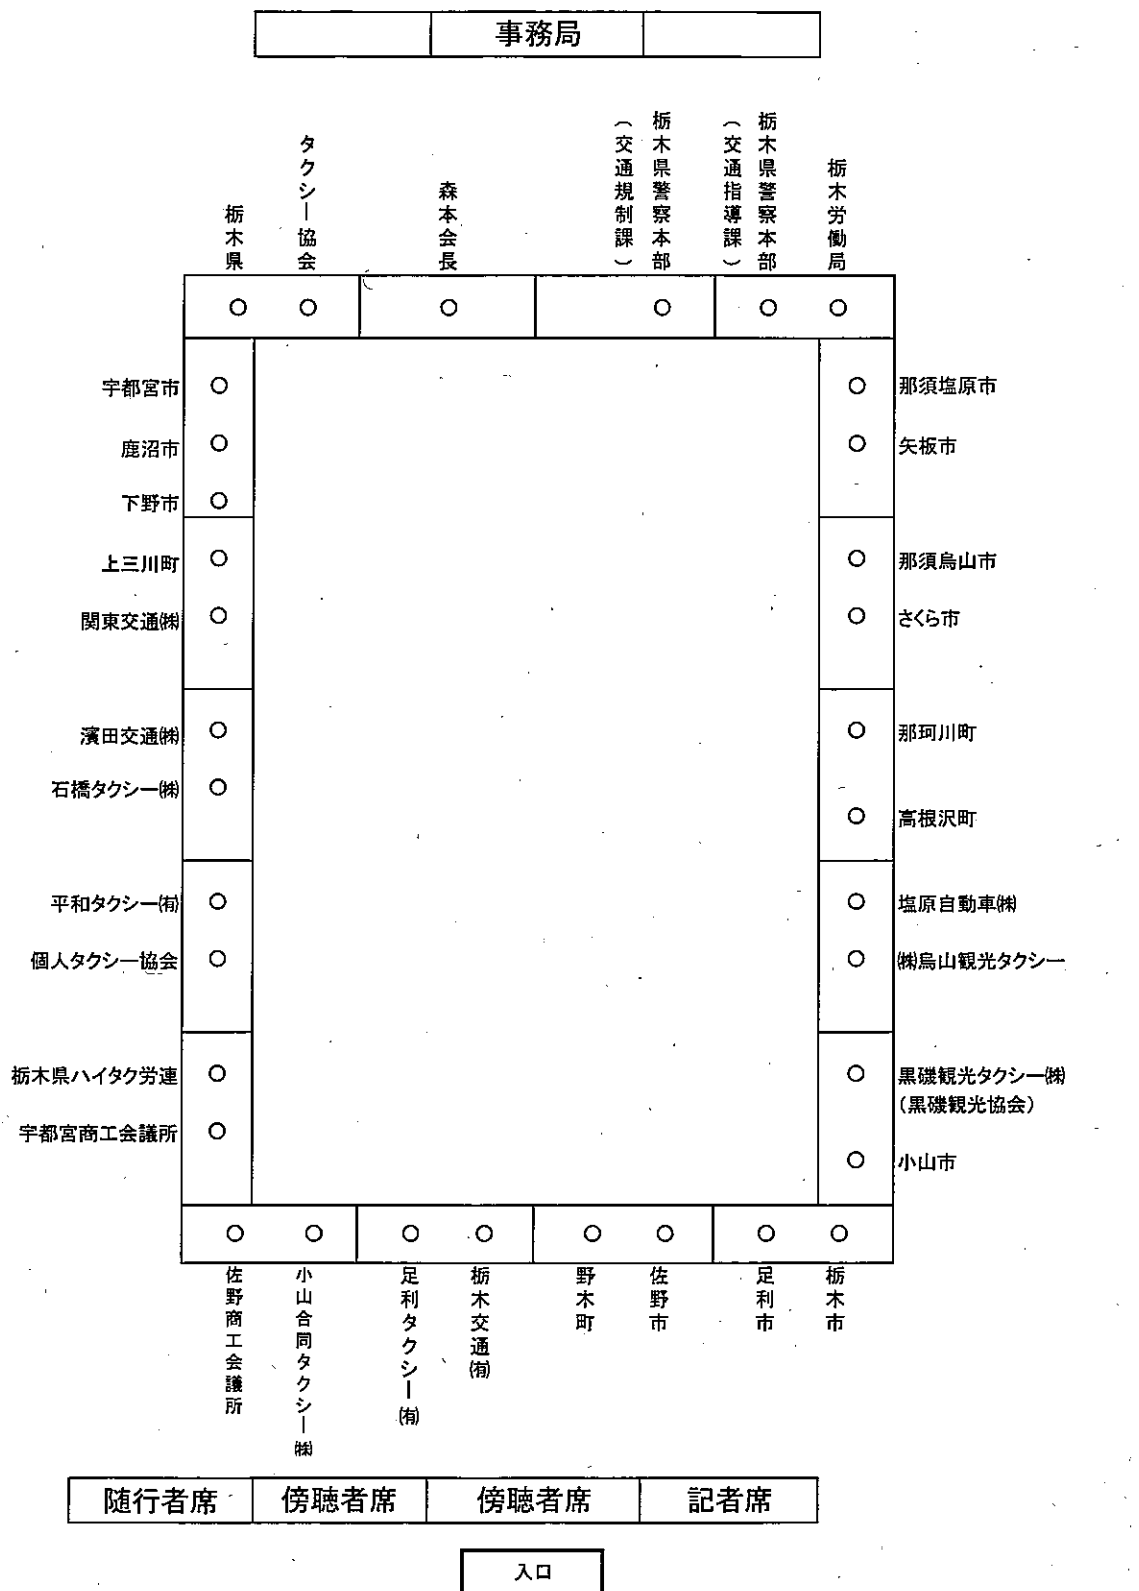 事務局
栃木県
タクシー協会
森本会長
栃木県警察本部
（交通規制課）
栃木県警察本部
（交通指導課）
栃木労働局
宇都宮市
鹿沼市
下野市
上三川町
関東交通㈱
濱田交通㈱
石橋タクシー㈱
平和タクシー㈲
個人タクシー協会
栃木県ハイタク労連
宇都宮商工会議所
那須塩原市
矢板市
那須烏山市
さくら市
那珂川町
高根沢町
塩原自動車㈱
㈱烏山観光タクシー
黒磯観光タクシー㈱
（黒磯観光協会）
小山市
佐野商工会議所
小山合同タクシー㈱
足利タクシー㈲
栃木交通㈲
野木町
佐野市
足利市
栃木市
随行者席
傍聴者席
傍聴者席
記者席
入口